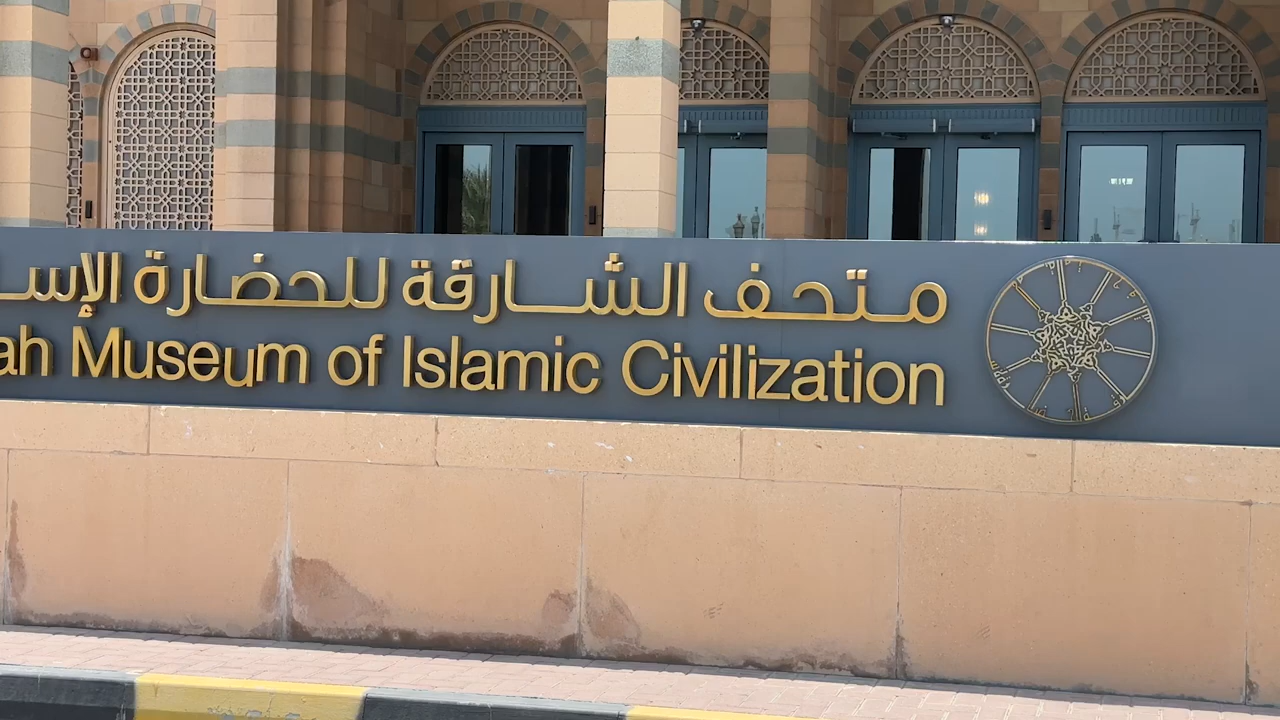 متحف الشارقة للحضارة الإس
ah Museum of Islamic Civilization